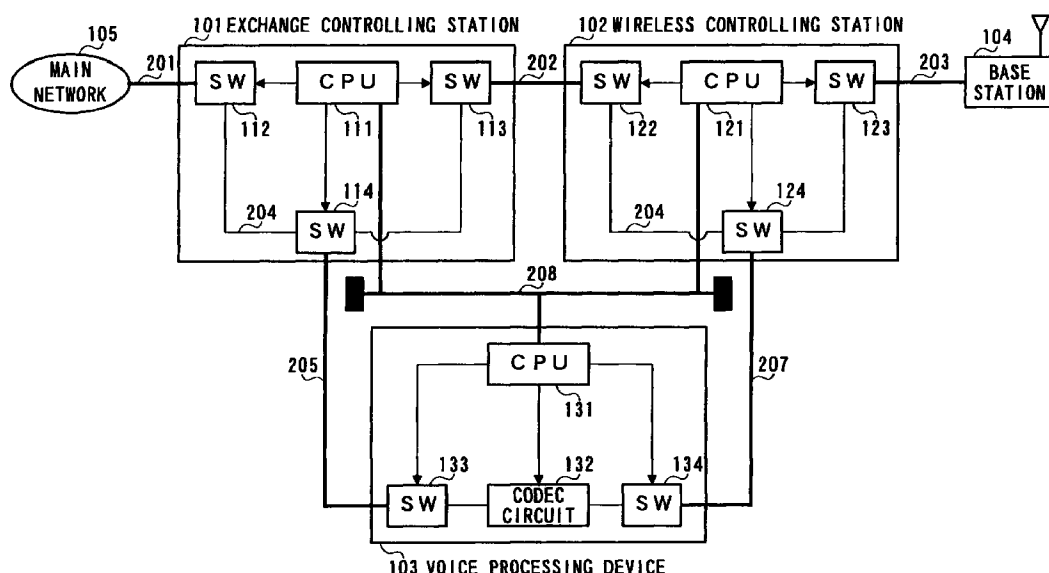 101 EXCHANGE CONTROLLING STATION
102 WIRELESS CONTROLLING STATION
105
MAIN
NETWORK
201
SW
112
CPU
111
SW
113
202
SW
122
CPU
121
SW
123
203
104
BASE
STATION
204
114
SW
204
124
SW
208
205
207
CPU
131
133
SW
132
CODEC
CIRCUIT
134
SW
103 VOICE PROCESSING DEVICE